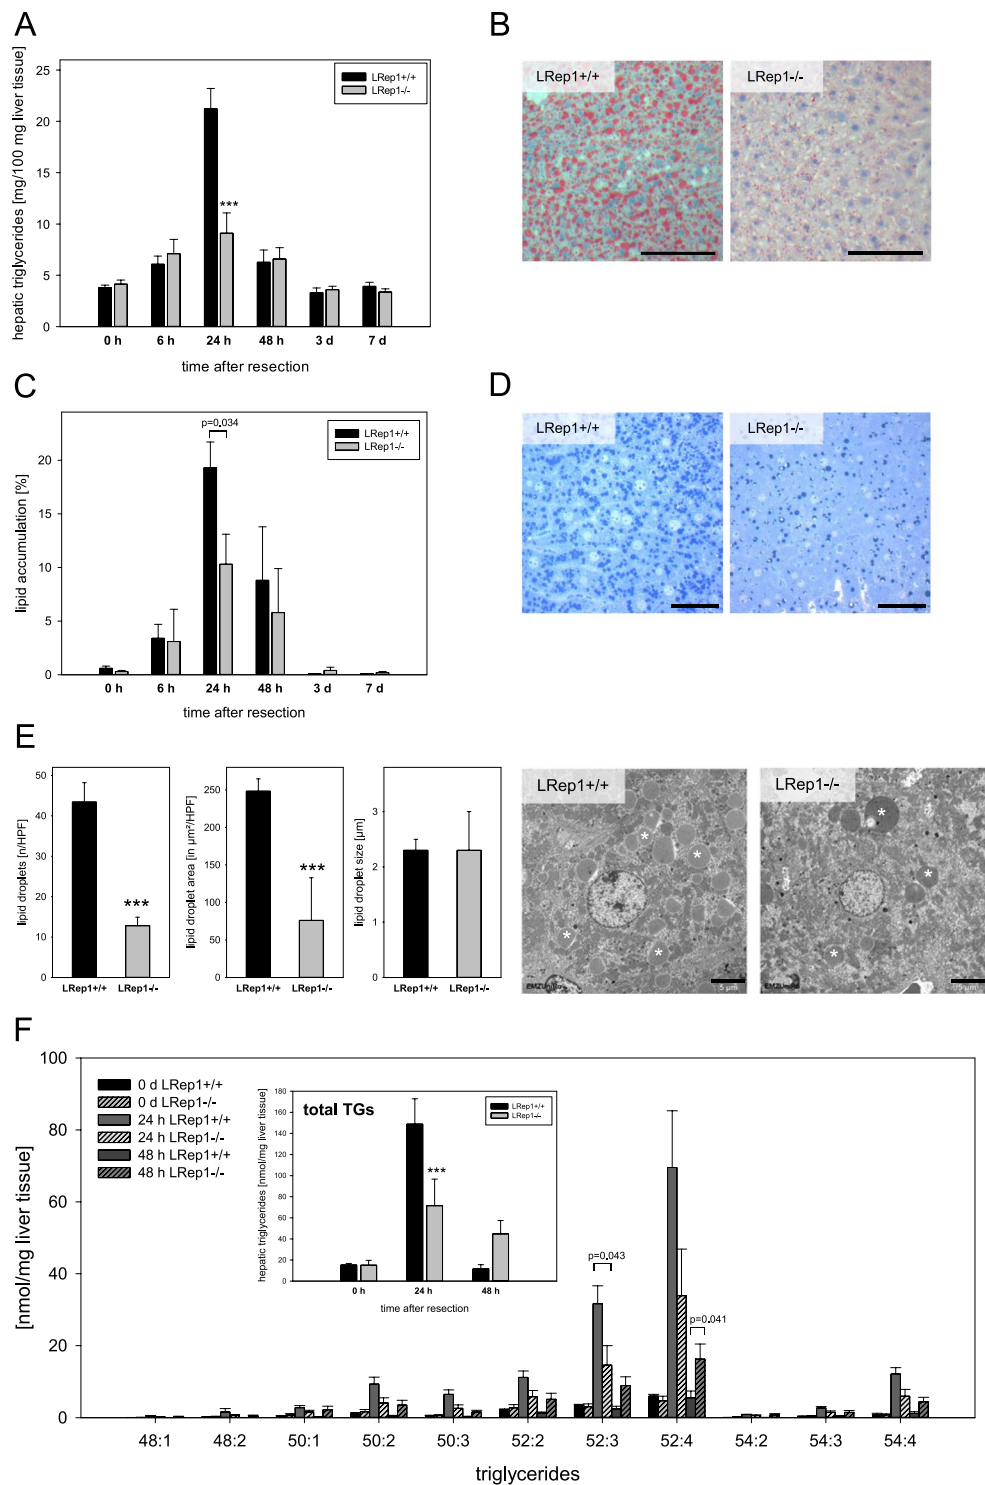 A
hepatic triglycerides [mg/100 mg liver tissue]
25
20
15
10
5
0
LRep1+/+
LRep1-/-
***
0 h 6 h 24 h 48 h 3 d 7 d
time after resection
B
LRep1+/+
LRep1-/-
C
lipid accumulation [%]
20
15
10
5
0
p=0.034
LRep1+/+
LRep1-/-
0 h 6 h 24 h 48 h 3 d 7 d
time after resection
D
LRep1+/+
LRep1-/-
E
lipid droplets [n/HPF]
50
40
30
20
10
0
***
LRep1+/+ LRep1-/-
lipid droplet area [in µm²/HPF]
250
200
150
100
50
0
***
LRep1+/+ LRep1-/-
lipid droplet size [µm]
3
2
1
0
LRep1+/+ LRep1-/-
LRep1+/+
* * * *
5 µm
LRep1-/-
* * *
5 µm
F
[nmol/mg liver tissue]
100
80
60
40
20
0
0 d LRep1+/+
0 d LRep1-/-
24 h LRep1+/+
24 h LRep1-/-
48 h LRep1+/+
48 h LRep1-/-
total TGs
hepatic triglycerides [nmol/mg liver tissue]
180
160
140
120
100
80
60
40
20
0
LRep1+/+
LRep1-/-
***
0 h 24 h 48 h
time after resection
p=0.043
p=0.041
48:1 48:2 50:1 50:2 50:3 52:2 52:3 52:4 54:2 54:3 54:4
triglycerides